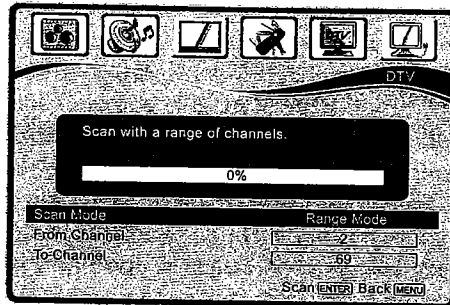 DTV
Scan with a range of channels.
0%
Scan Mode Range Mode
From Channel 2
To Channel 69
Scan ENTER Back MENU